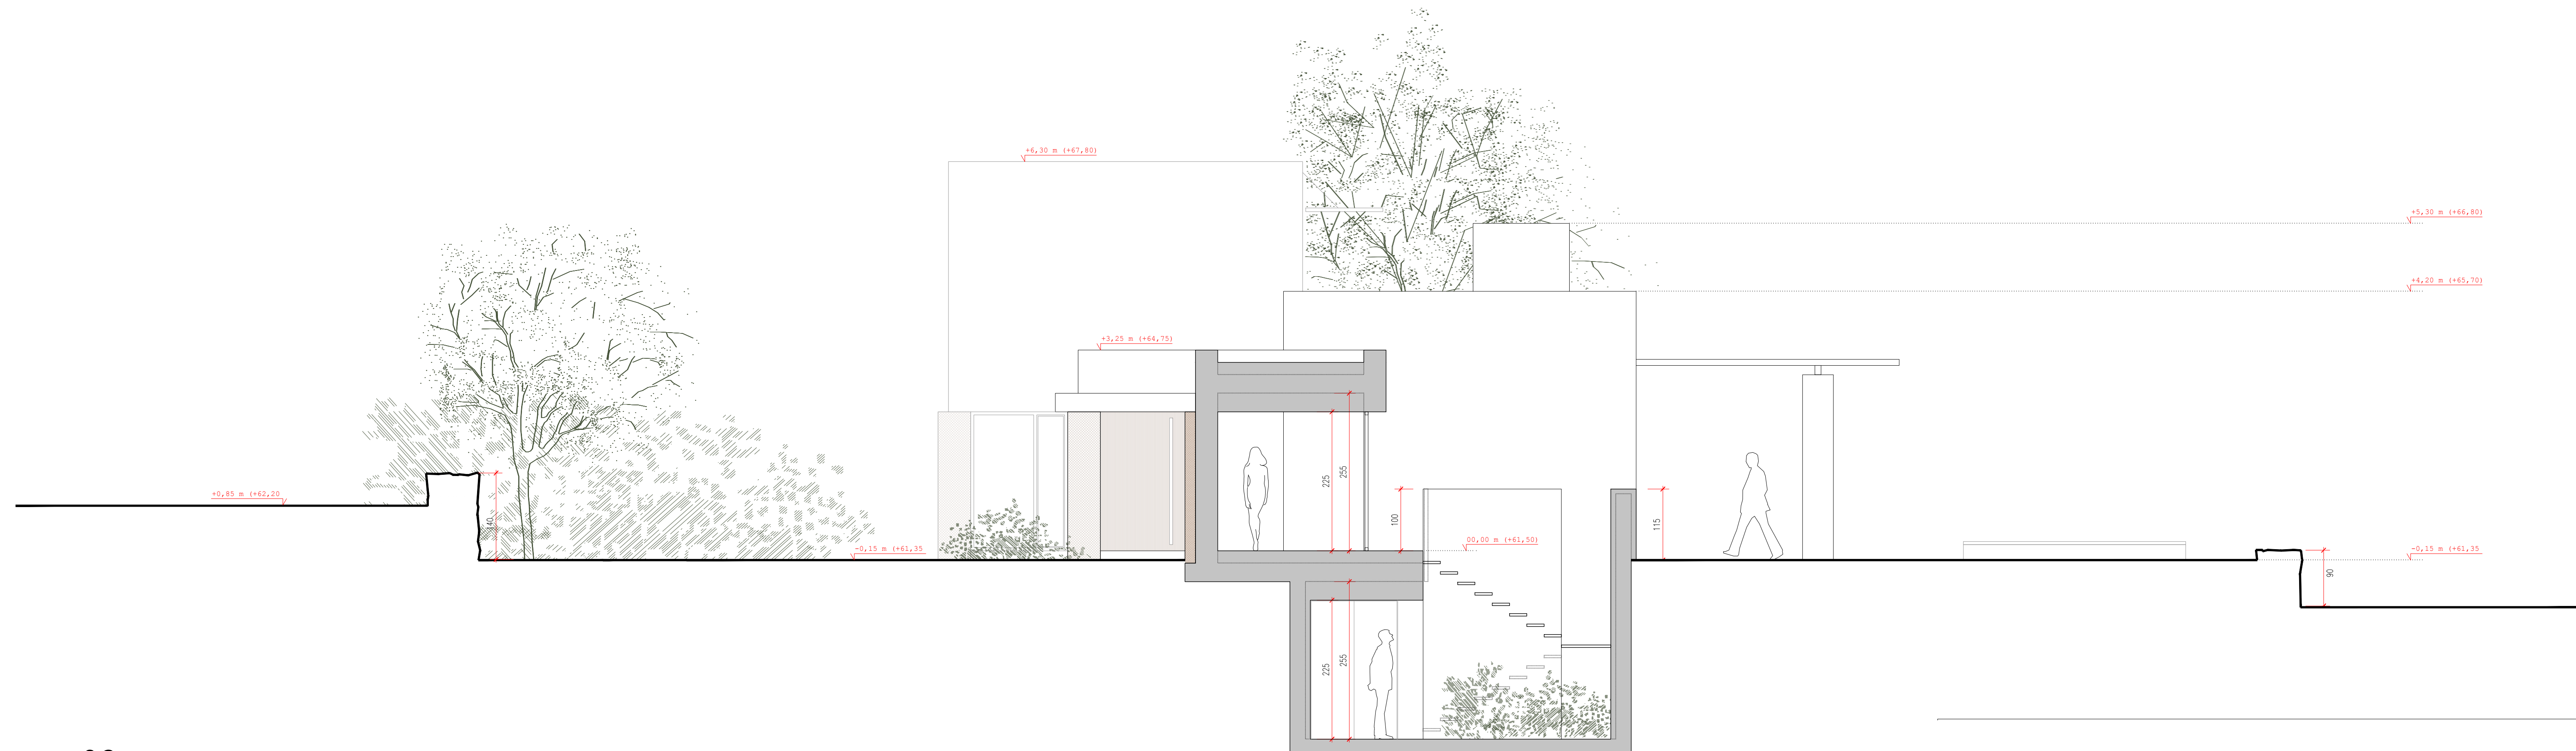 +6,30 m (+67,80)
+5,30 m (+66,80)
+4,20 m (+65,70)
+3,25 m (+64,75)
225
255
+0,85 m (+62,20
140
100
115
00,00 m (+61,50)
-0,15 m (+61,35
-0,15 m (+61,35
90
225
255